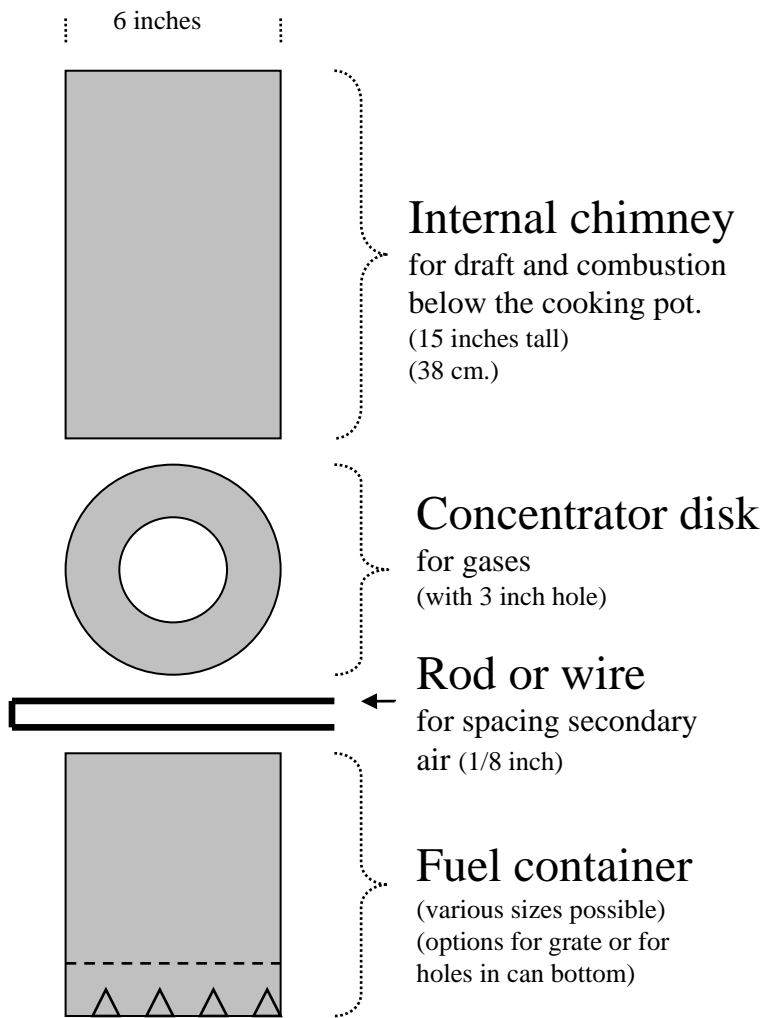 6 inches
Internal chimney
for draft and combustion
below the cooking pot.
(15 inches tall)
(38 cm.)
Concentrator disk
for gases
(with 3 inch hole)
Rod or wire
for spacing secondary
air (1/8 inch)
Fuel container
(various sizes possible)
(options for grate or for
holes in can bottom)